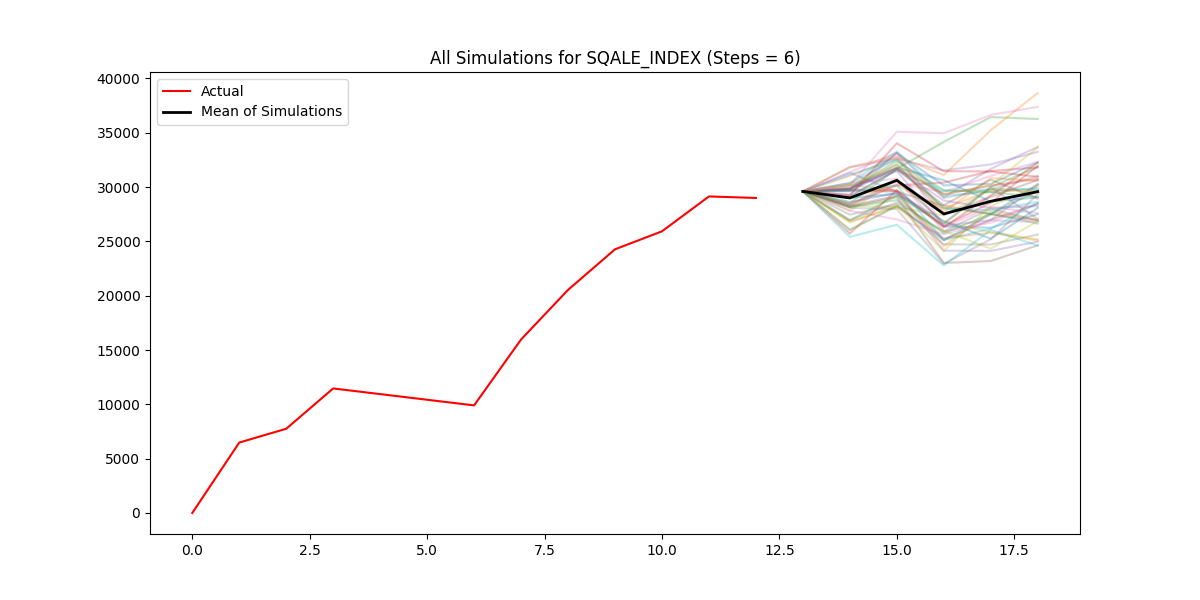 All Simulations for SQALE_INDEX (Steps = 6)
Actual
Mean of Simulations
40000
35000
30000
25000
20000
15000
10000
5000
0
0.0 2.5 5.0 7.5 10.0 12.5 15.0 17.5